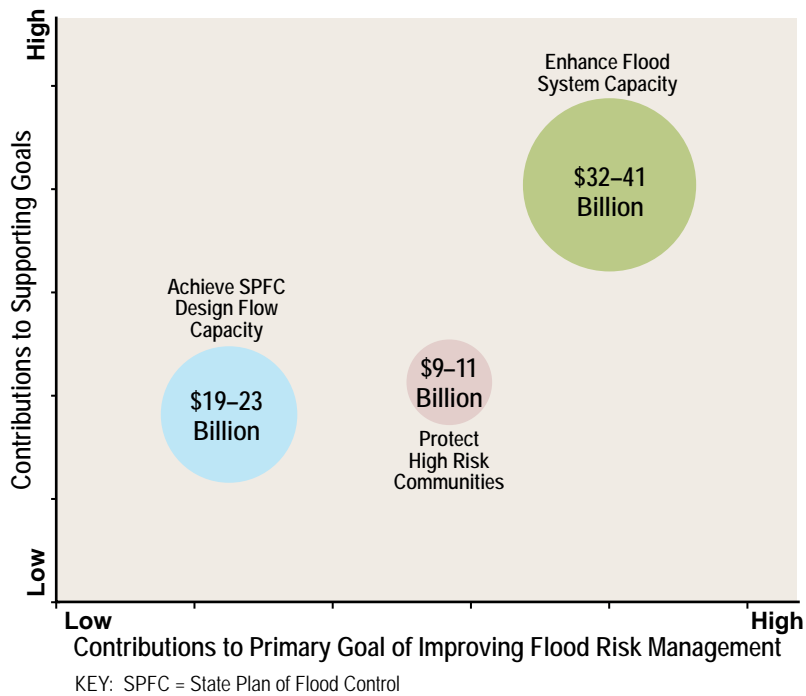 High
Contributions to Supporting Goals
Low
Enhance Flood
System Capacity
$32–41
Billion
Achieve SPFC
Design Flow
Capacity
$19–23
Billion
$9–11
Billion
Protect
High Risk
Communities
Low
High
Contributions to Primary Goal of Improving Flood Risk Management
KEY: SPFC = State Plan of Flood Control